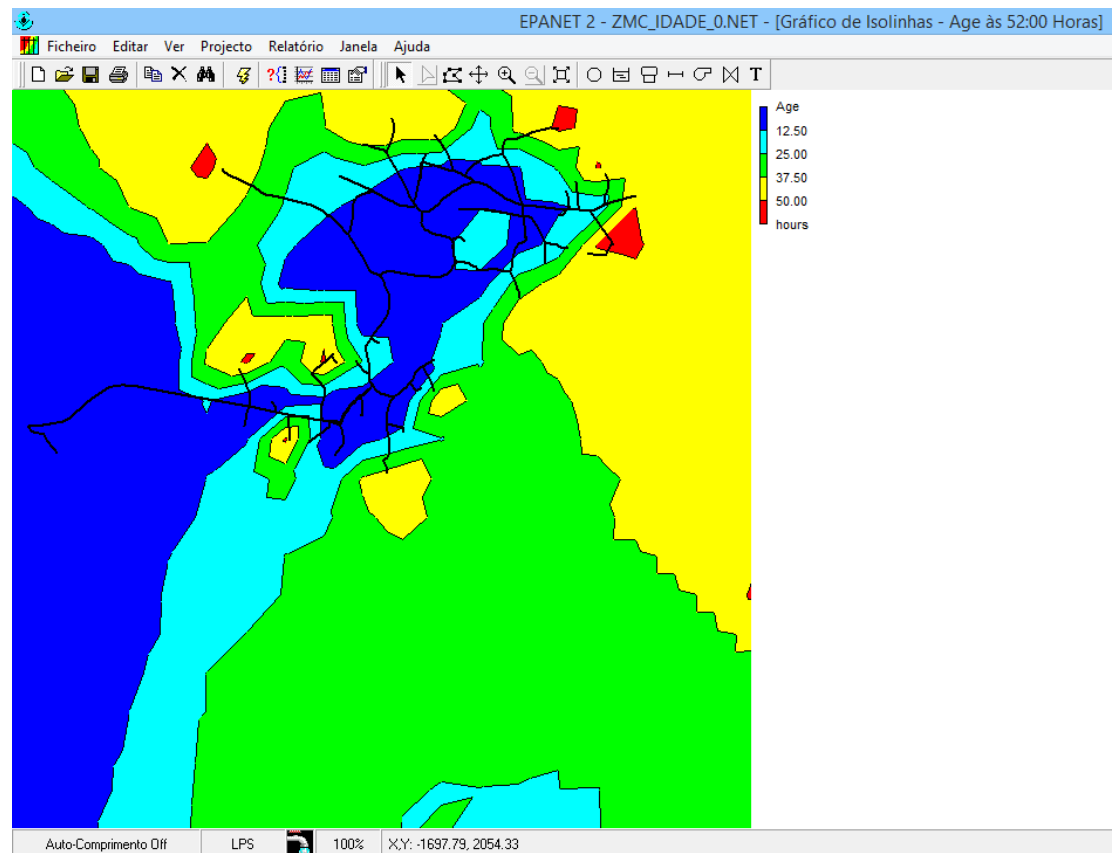 EPANET 2 - ZMC_IDADE_0.NET - [Gráfico de Isolinhas - Age às 52:00 Horas]
Ficheiro Editar Ver Projecto Relatório Janela Ajuda
T
Age
12.50
25.00
37.50
50.00
hours
Auto-Comprimento Off LPS 100% X,Y: -1697.79, 2054.33